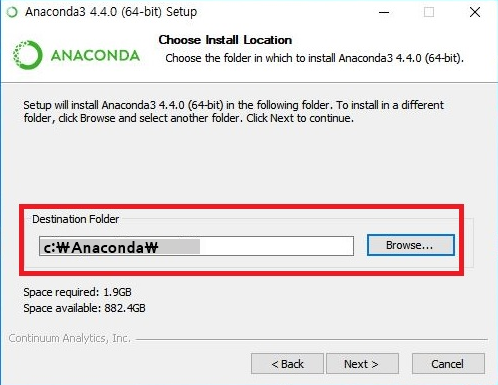 Anaconda3 4.4.0 (64-bit) Setup
ANACONDA
Choose Install Location
Choose the folder in which to install Anaconda3 4.4.0 (64-bit).
Setup will install Anaconda3 4.4.0 (64-bit) in the following folder. To install in a different
folder, click Browse and select another folder. Click Next to continue.
Destination Folder
c:₩Anaconda₩
Browse...
Space required: 1.9GB
Space available: 882.4GB
Continuum Analytics, Inc.
< Back
Next >
Cancel